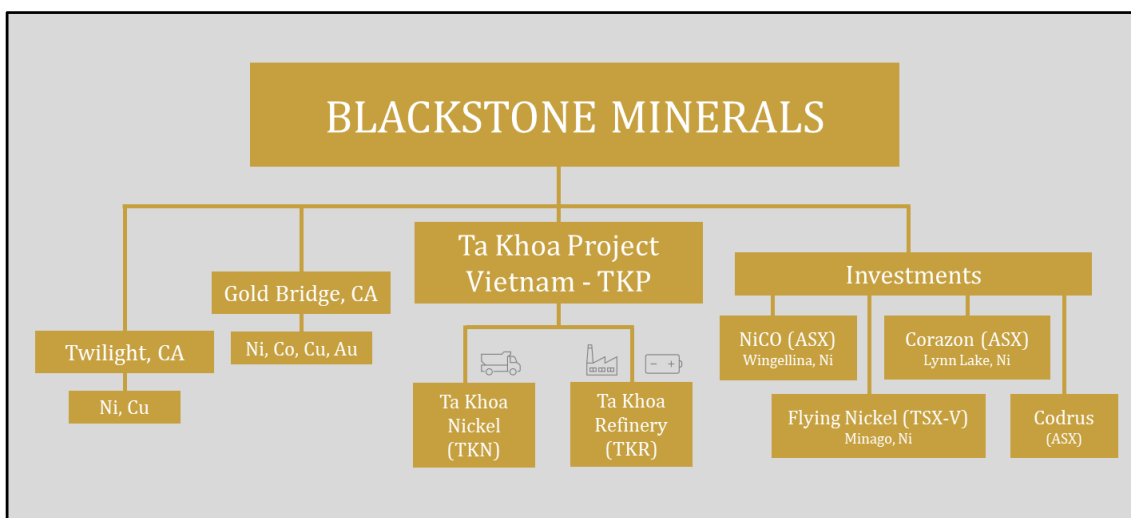 BLACKSTONE MINERALS
Ta Khoa Project
Vietnam - TKP
Investments
Gold Bridge, CA
Twilight, CA
Ni, Co, Cu, Au
Ni, Cu
Ta Khoa
Nickel
(TKN)
Ta Khoa
Refinery
(TKR)
NiCO (ASX)
Wingellina, Ni
Corazon (ASX)
Lynn Lake, Ni
Flying Nickel (TSX-V)
Minago, Ni
Codrus
(ASX)